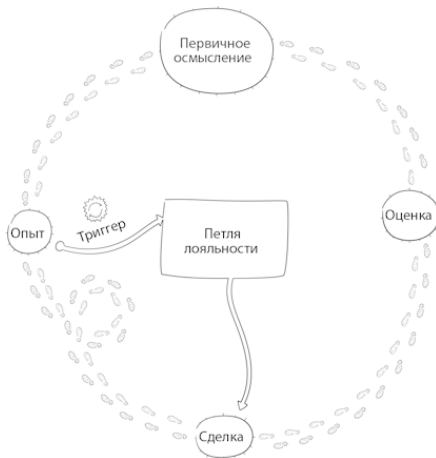 Первичное
осмысление
Опыт
Триггер
Петля
лояльности
Оценка
Сделка